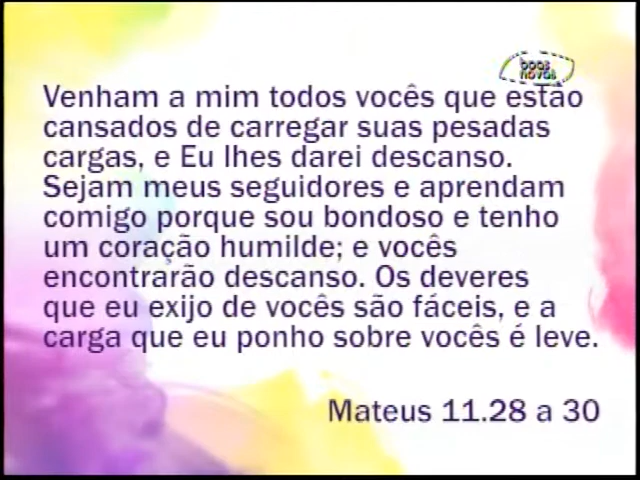 boas
novas
Venham a mim todos vocês que estão
cansados de carregar suas pesadas
cargas, e Eu lhes darei descanso.
Sejam meus seguidores e aprendam
comigo porque sou bondoso e tenho
um coração humilde; e vocês
encontrarão descanso. Os deveres
que eu exijo de vocês são fáceis, e a
carga que eu ponho sobre vocês é leve.
Mateus 11.28 a 30